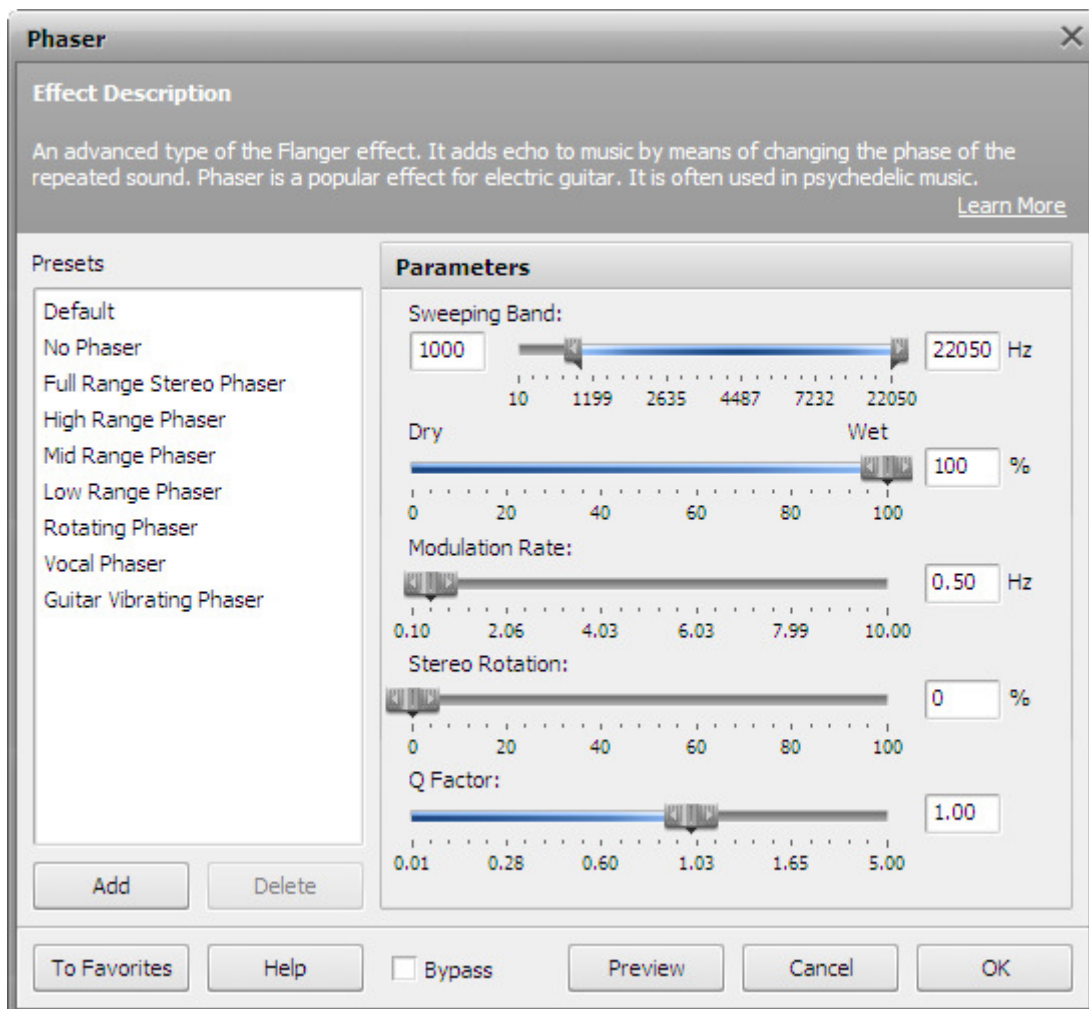 Phaser
Effect Description
An advanced type of the Flanger effect. It adds echo to music by means of changing the phase of the
repeated sound. Phaser is a popular effect for electric guitar. It is often used in psychedelic music.
Learn More
Presets
Default
No Phaser
Full Range Stereo Phaser
High Range Phaser
Mid Range Phaser
Low Range Phaser
Rotating Phaser
Vocal Phaser
Guitar Vibrating Phaser
Add Delete
Parameters
Sweeping Band:
1000 22050 Hz
10 1199 2635 4487 7232 22050
Dry Wet
100 %
0 20 40 60 80 100
Modulation Rate:
0.50 Hz
0.10 2.06 4.03 6.03 7.99 10.00
Stereo Rotation:
0 %
0 20 40 60 80 100
Q Factor:
1.00
0.01 0.28 0.60 1.03 1.65 5.00
To Favorites Help Bypass Preview Cancel OK